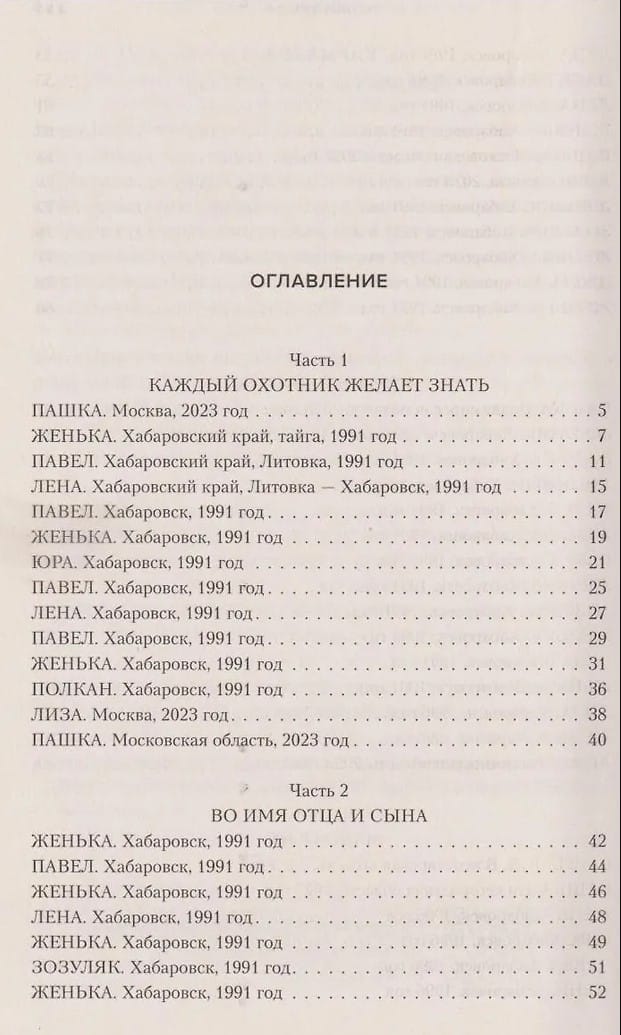 ОГЛАВЛЕНИЕ
Часть 1
КАЖДЫЙ ОХОТНИК ЖЕЛАЕТ ЗНАТЬ
ПАШКА. Москва, 2023 год . . . . . . . . . . . . . . . . . . . . . . . . . . 5
ЖЕНЬКА. Хабаровский край, тайга, 1991 год . . . . . . . . . . . . . . 7
ПАВЕЛ. Хабаровский край, Литовка, 1991 год . . . . . . . . . . . . . 11
ЛЕНА. Хабаровский край, Литовка — Хабаровск, 1991 год . . . . . . 15
ПАВЕЛ. Хабаровск, 1991 год. . . . . . . . . . . . . . . . . . . . . . . . . 17
ЖЕНЬКА. Хабаровск, 1991 год . . . . . . . . . . . . . . . . . . . . . . . 19
ЮРА. Хабаровск, 1991 год . . . . . . . . . . . . . . . . . . . . . . . . . . 21
ПАВЕЛ. Хабаровск, 1991 год. . . . . . . . . . . . . . . . . . . . . . . . . 25
ЛЕНА. Хабаровск, 1991 год. . . . . . . . . . . . . . . . . . . . . . . . . . 27
ПАВЕЛ. Хабаровск, 1991 год. . . . . . . . . . . . . . . . . . . . . . . . . 29
ЖЕНЬКА. Хабаровск, 1991 год . . . . . . . . . . . . . . . . . . . . . . . 31
ПОЛКАН. Хабаровск, 1991 год . . . . . . . . . . . . . . . . . . . . . . . 36
ЛИЗА. Москва, 2023 год. . . . . . . . . . . . . . . . . . . . . . . . . . . . 38
ПАШКА. Московская область, 2023 год . . . . . . . . . . . . . . . . . . 40
Часть 2
ВО ИМЯ ОТЦА И СЫНА
ЖЕНЬКА. Хабаровск, 1991 год . . . . . . . . . . . . . . . . . . . . . . . 42
ПАВЕЛ. Хабаровск, 1991 год. . . . . . . . . . . . . . . . . . . . . . . . . 44
ЖЕНЬКА. Хабаровск, 1991 год . . . . . . . . . . . . . . . . . . . . . . . 46
ЛЕНА. Хабаровск, 1991 год. . . . . . . . . . . . . . . . . . . . . . . . . . 48
ЖЕНЬКА. Хабаровск, 1991 год . . . . . . . . . . . . . . . . . . . . . . . 49
ЗОЗУЛЯК. Хабаровск, 1991 год. . . . . . . . . . . . . . . . . . . . . . . 51
ЖЕНЬКА. Хабаровск, 1991 год . . . . . . . . . . . . . . . . . . . . . . . 52